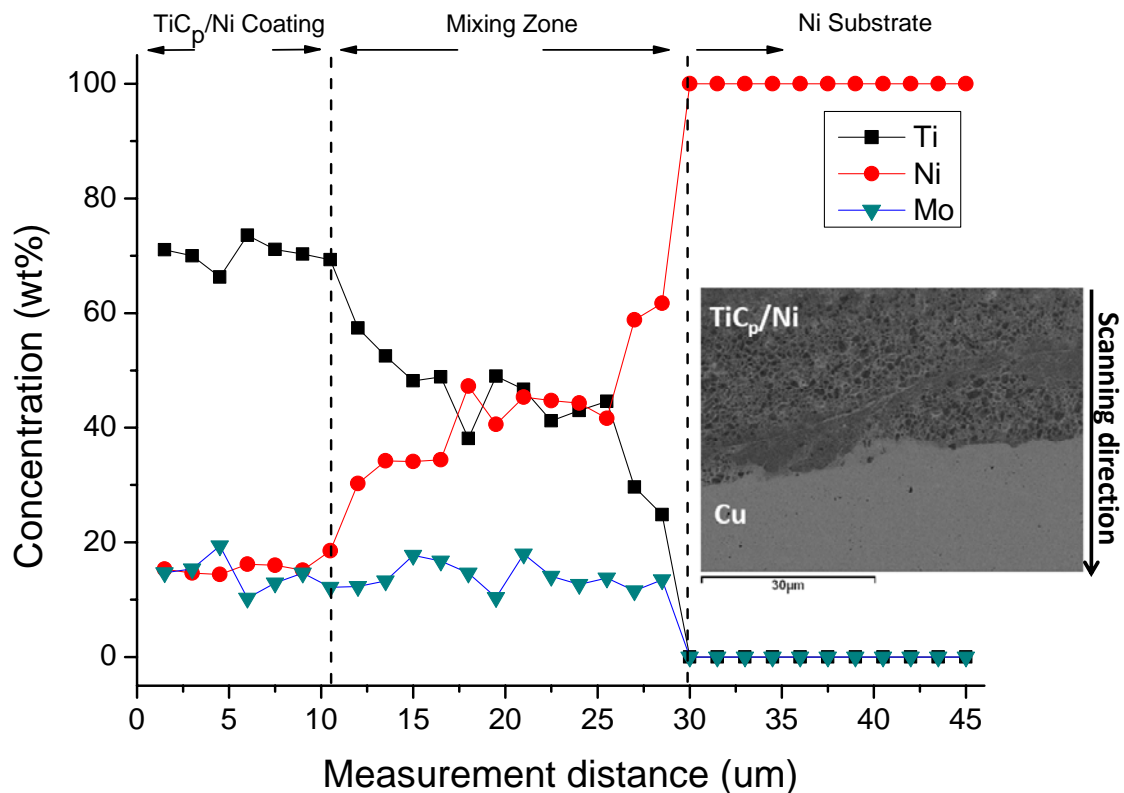 TiCp/Ni Coating Mixing Zone Ni Substrate
100
80
60
40
20
0
Concentration (wt%)
Ti
Ni
Mo
TiCp/Ni
Cu
30µm
Scanning direction
0 5 10 15 20 25 30 35 40 45
Measurement distance (um)